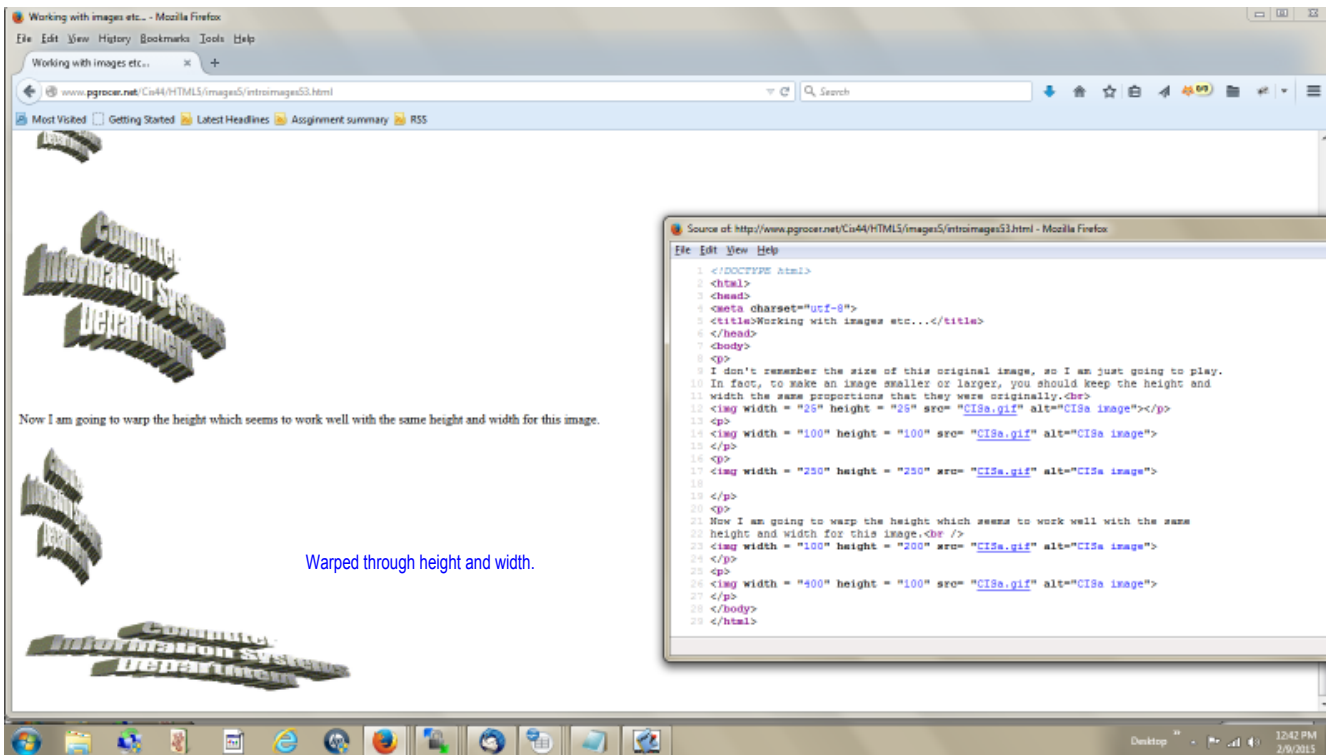 Working with images etc... - Mozilla Firefox
File Edit View History Bookmarks Tools Help
Working with images etc... × +
www.pgrocer.net/Cis44/HTML5/images5/introimages53.html
Search
Most Visited Getting Started Latest Headlines Assginment summary RSS
Department
Computer
Information Systems
Department
Now I am going to warp the height which seems to work well with the same height and width for this image.
Computer
Information Systems
Department
Warped through height and width.
Computer
Information Systems
Department
Source of: http://www.pgrocer.net/Cis44/HTML5/images5/introimages53.html - Mozilla Firefox
File Edit View Help
1 <!DOCTYPE html>
2 <html>
3 <head>
4 <meta charset="utf-8">
5 <title>Working with images etc...</title>
6 </head>
7 <body>
8 <p>
9 I don't remember the size of this original image, so I am just going to play.
10 In fact, to make an image smaller or larger, you should keep the height and
11 width the same proportions that they were originally.<br>
12 <img width = "25" height = "25" src= "CISa.gif" alt="CISa image"></p>
13 <p>
14 <img width = "100" height = "100" src= "CISa.gif" alt="CISa image">
15 </p>
16 <p>
17 <img width = "250" height = "250" src= "CISa.gif" alt="CISa image">
18
19 </p>
20 <p>
21 Now I am going to warp the height which seems to work well with the same
22 height and width for this image.<br />
23 <img width = "100" height = "200" src= "CISa.gif" alt="CISa image">
24 </p>
25 <p>
26 <img width = "400" height = "100" src= "CISa.gif" alt="CISa image">
27 </p>
28 </body>
29 </html>
Desktop
12:42 PM
2/9/2015